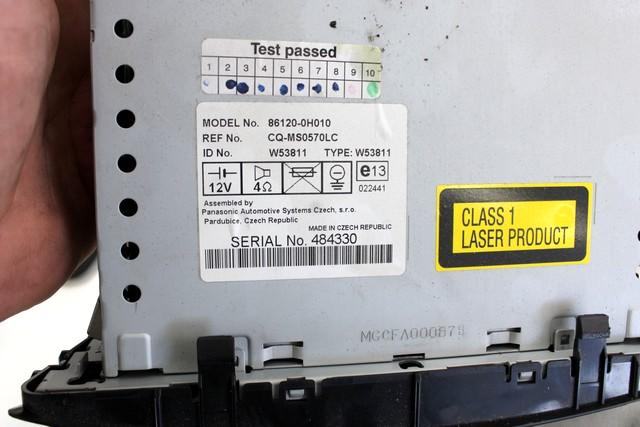 Test passed
1 2 3 4 5 6 7 8 9 10
MODEL No. 86120-0H010
REF No. CQ-MS0570LC
ID No. W53811 TYPE: W53811
12V 4Ω e13
022441
Assembled by
Panasonic Automotive Systems Czech, s.r.o.
Pardubice, Czech Republic
MADE IN CZECH REPUBLIC
SERIAL No. 484330
CLASS 1
LASER PRODUCT
MGCFA000879